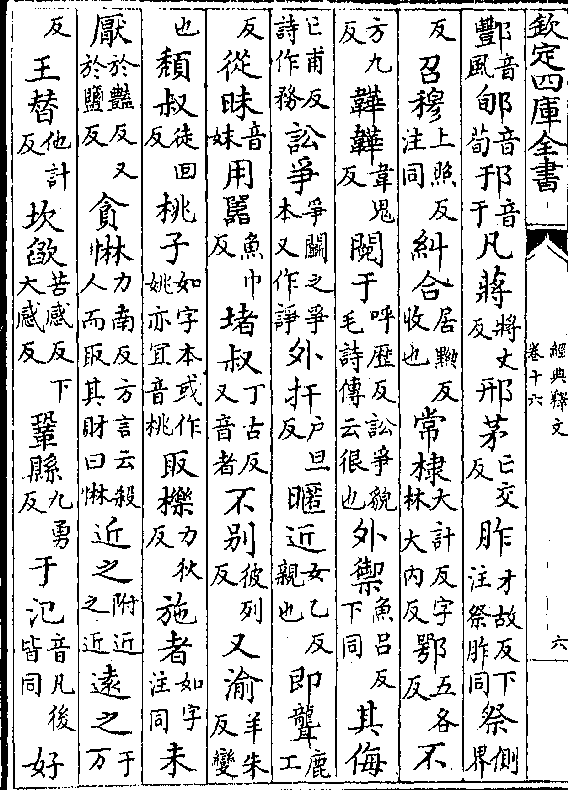 欽定四庫全書 經典釋文 卷十六 六
酆音風郇音荀邘音于凡蔣將丈反邢茅亡交反胙才故反下注祭胙同祭側界
反召穆上照反注同糾合居黝反收也常棣大計反字林大内反鄂五各反不
方九反韡韡韋鬼反鬩于呼歷反訟爭貌毛詩傳云很也外禦魚呂反下同其侮
亡甫反詩作務訟爭爭鬭之爭本又作諍外扞戶旦反暱近女乙反親也即聾鹿工
反從昧音妹用嚚魚巾反堵叔丁古反又音者不别彼列反又渝羊朱反變
也頽叔徒回反桃子如字本或作姚亦宜音桃取櫟力狄反施者如字注同未
厭於豔反又於鹽反貪惏力南反方言云殺人而取其財曰惏近之附近之近遠之于万
反王替他計反坎欿苦感反下大感反鞏縣九勇反于氾音凡後皆同好